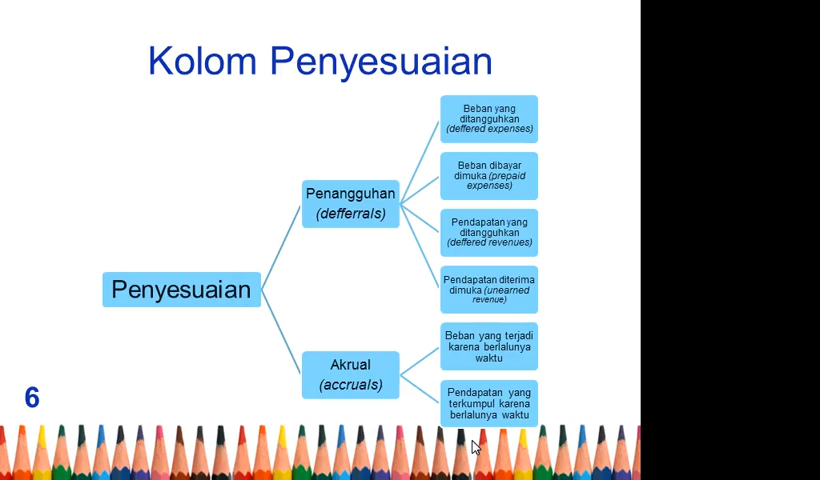 Kolom Penyesuaian
Beban yang
ditangguhkan
(deffered expenses)
Beban dibayar
dimuka (prepaid
expenses)
Penangguhan
(defferrals)
Pendapatan yang
ditangguhkan
(deffered revenues)
Pendapatan diterima
dimuka (unearned
revenue)
Penyesuaian
Beban yang terjadi
karena berlalunya
waktu
Akrual
(accruals)
Pendapatan yang
terkumpul karena
berlalunya waktu
6